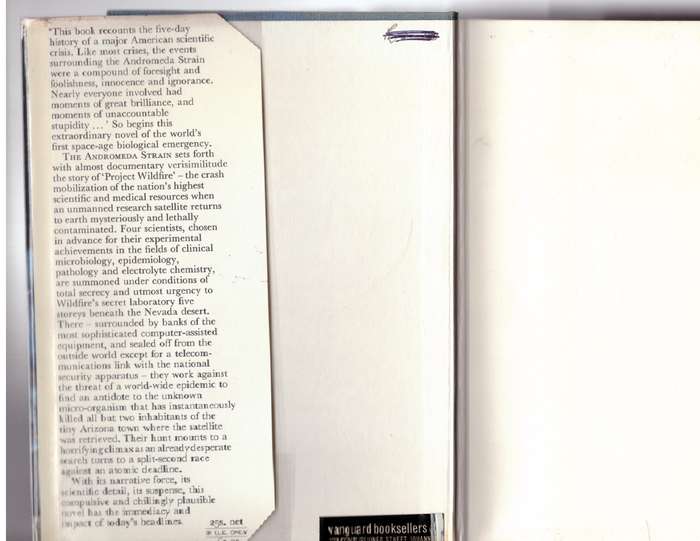 'This book recounts the five-day
history of a major American scientific
crisis. Like most crises, the events
surrounding the Andromeda Strain
were a compound of foresight and
foolishness, innocence and ignorance.
Nearly everyone involved had
moments of great brilliance, and
moments of unaccountable
stupidity ... ' So begins this
extraordinary novel of the world's
first space-age biological emergency.
THE ANDROMEDA STRAIN sets forth
with almost documentary verisimilitude
the story of 'Project Wildfire' – the crash
mobilization of the nation's highest
scientific and medical resources when
an unmanned research satellite returns
to earth mysteriously and lethally
contaminated. Four scientists, chosen
in advance for their experimental
achievements in the fields of clinical
microbiology, epidemiology,
pathology and electrolyte chemistry,
are summoned under conditions of
total secrecy and utmost urgency to
Wildfire's secret laboratory five
storeys beneath the Nevada desert.
There – surrounded by banks of the
most sophisticated computer-assisted
equipment, and sealed off from the
outside world except for a telecom-
munications link with the national
security apparatus – they work against
the threat of a world-wide epidemic to
find an antidote to the unknown
micro-organism that has instantaneously
killed all but two inhabitants of the
tiny Arizona town where the satellite
was retrieved. Their hunt mounts to a
horrifying climax as an already desperate
search turns to a split-second race
against an atomic deadline.
With its narrative force, its
scientific detail, its suspense, this
compulsive and chillingly plausible
novel has the immediacy and
impact of today's headlines.
25s. net
IN U.K. ONLY
vanguard booksellers